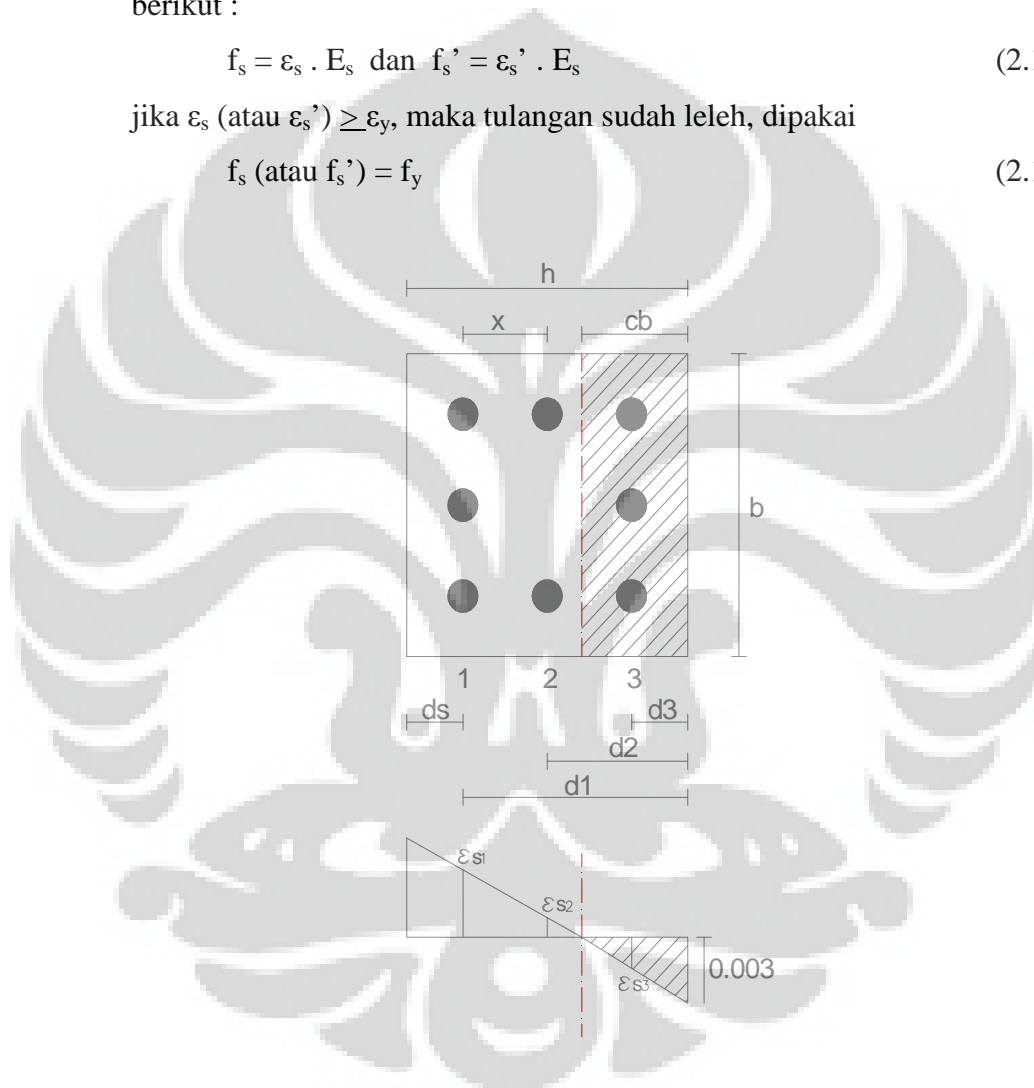 berikut :
fs = εs . Es dan fs’ = εs’ . Es (2.
jika εs (atau εs’) ≥ εy, maka tulangan sudah leleh, dipakai
fs (atau fs’) = fy (2.
h
x cb
b
1 2 3
ds d3
d2
d1
εs1
εs2
0.003
εs3